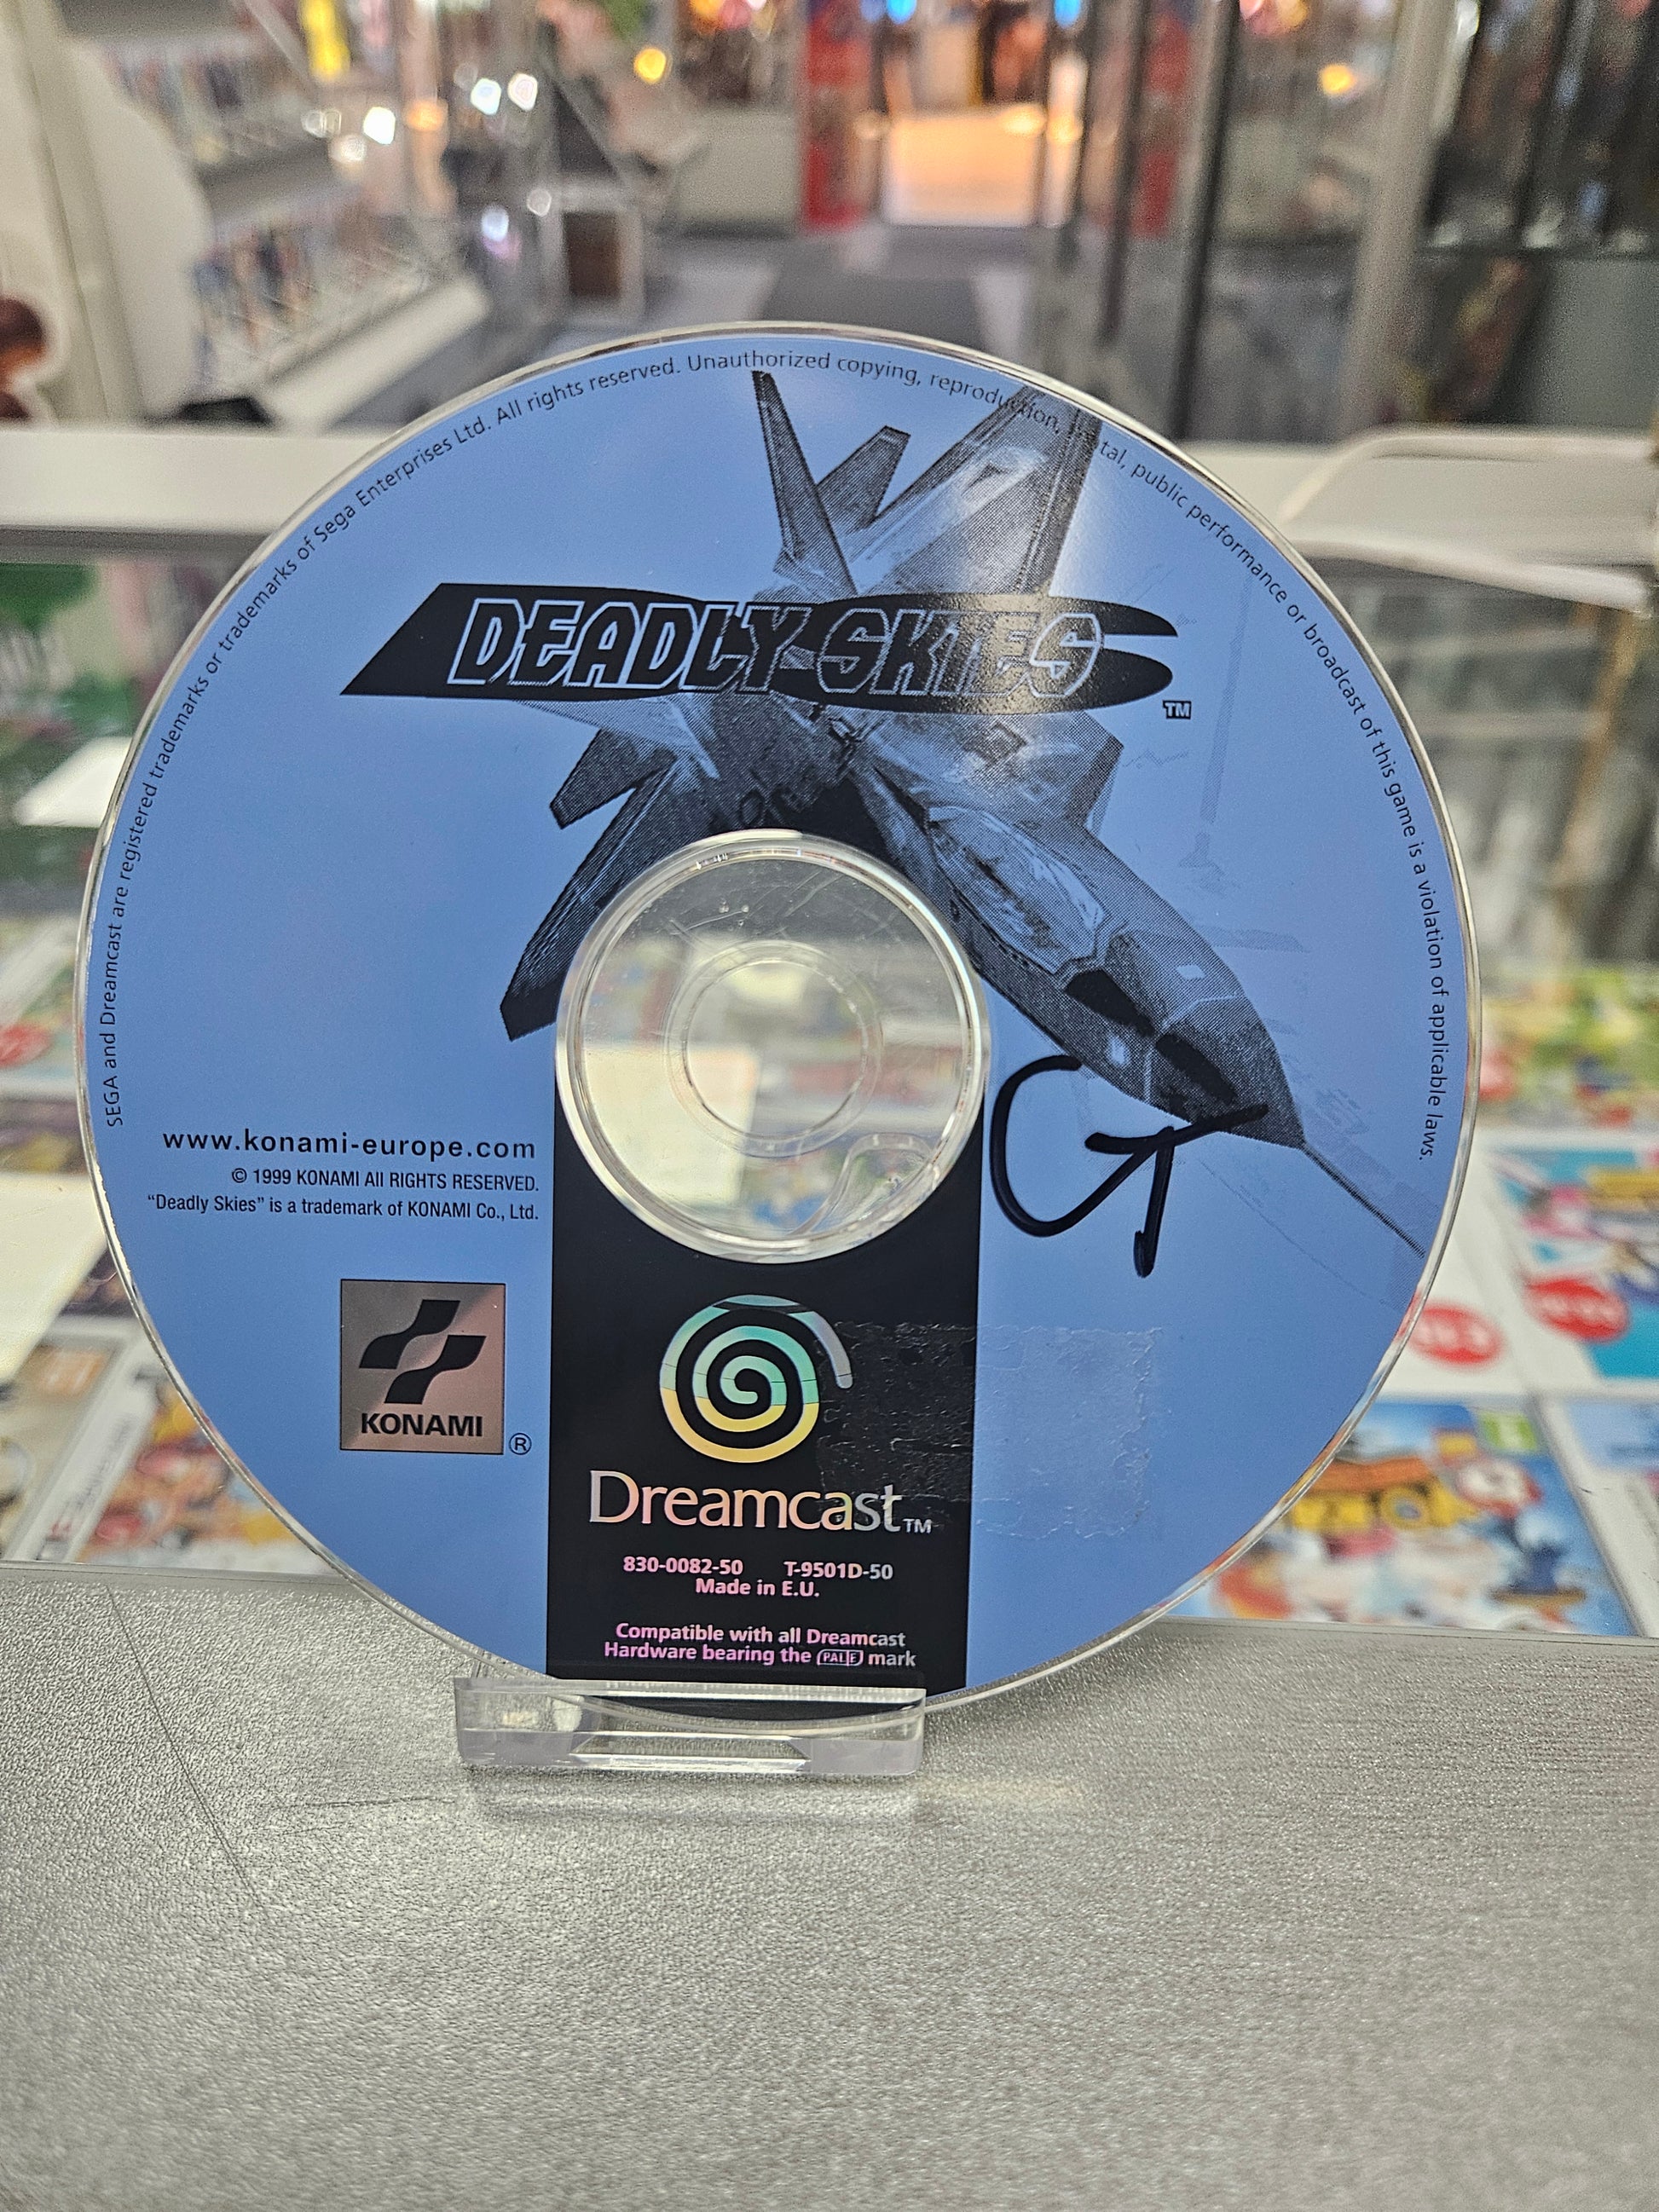 SEGA and Dreamcast are registered trademarks or trademarks of Sega Enterprises Ltd. All rights reserved. Unauthorized copying, reproduction, tal, public performance or broadcast of this game is a violation of applicable laws.
DEADLY SKIES
TM
www.konami-europe.com
© 1999 KONAMI All RIGHTS RESERVED.
“Deadly Skies” is a trademark of KONAMI Co., Ltd.
KONAMI ®
Dreamcast TM
830-0082-50 T-9501D-50
Made in E.U.
Compatible with all Dreamcast
Hardware bearing the PAL E mark